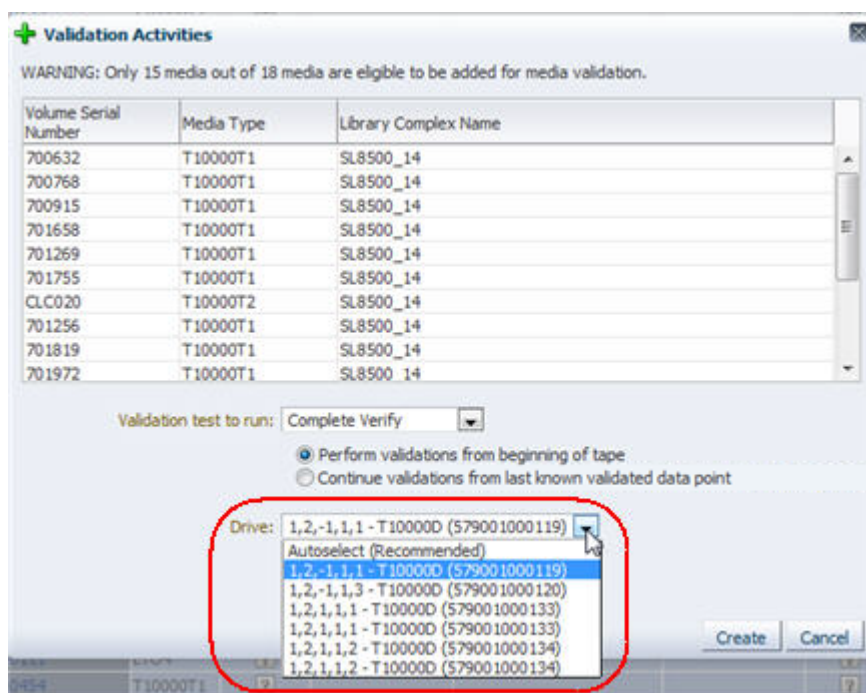 Validation Activities
WARNING: Only 15 media out of 18 media are eligible to be added for media validation.
Volume Serial Number Media Type Library Complex Name
700632 T10000T1 SL8500_14
700768 T10000T1 SL8500_14
700915 T10000T1 SL8500_14
701658 T10000T1 SL8500_14
701269 T10000T1 SL8500_14
701755 T10000T1 SL8500_14
CLC020 T10000T2 SL8500_14
701256 T10000T1 SL8500_14
701819 T10000T1 SL8500_14
701972 T10000T1 SL8500_14
Validation test to run: Complete Verify
Perform validations from beginning of tape
Continue validations from last known validated data point
Drive: 1,2,-1,1,1 - T10000D (579001000119)
Autoselect (Recommended)
1,2,-1,1,1 - T10000D (579001000119)
1,2,-1,1,3 - T10000D (579001000120)
1,2,1,1,1 - T10000D (579001000133)
1,2,1,1,1 - T10000D (579001000133)
1,2,1,1,2 - T10000D (579001000134)
1,2,1,1,2 - T10000D (579001000134)
Create Cancel
T10000T1